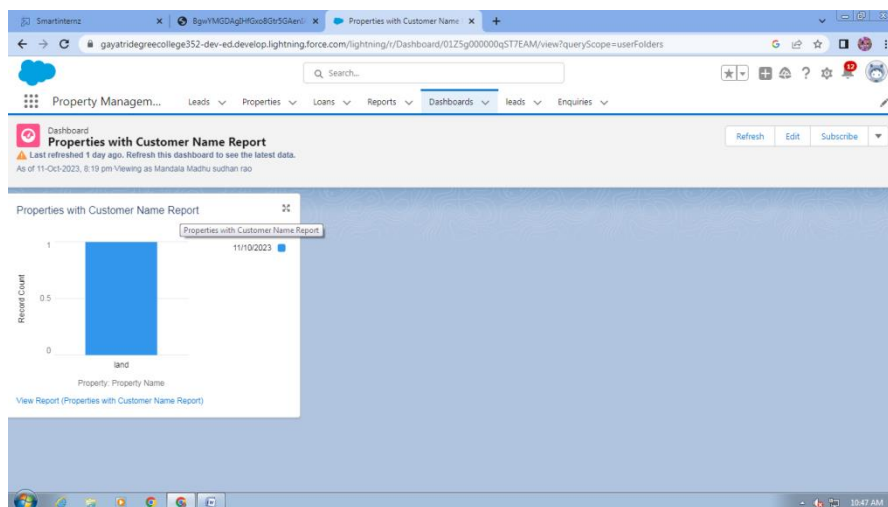 Smartinternz
BgwYMGDAgIHfGxo8Gtr5GAer
Properties with Customer Name
gayatridegreecollege352-dev-ed.develop.lightning.force.com/lightning/r/Dashboard/01Z5g000000qST7EAM/view?queryScope=userFolders
Search...
12
Property Managem... Leads Properties Loans Reports Dashboards leads Enquiries
Dashboard
Properties with Customer Name Report
Last refreshed 1 day ago. Refresh this dashboard to see the latest data.
As of 11-Oct-2023, 8:19 pm·Viewing as Mandala Madhu sudhan rao
Refresh Edit Subscribe
Properties with Customer Name Report
Properties with Customer Name Report
11/10/2023
1
0.5
0
Record Count
land
Property: Property Name
View Report (Properties with Customer Name Report)
10:47 AM